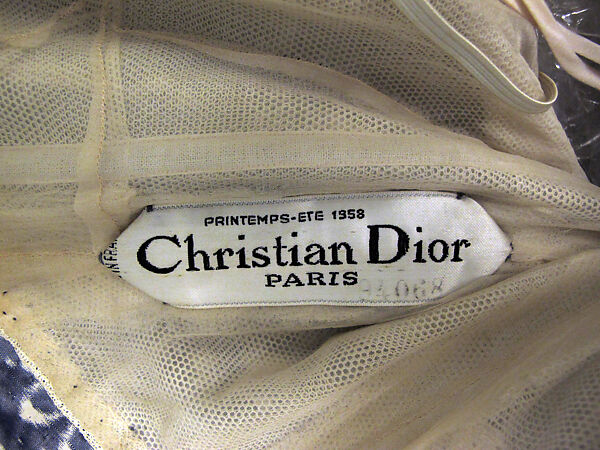 PRINTEMPS-ETE 1958
Christian Dior
PARIS